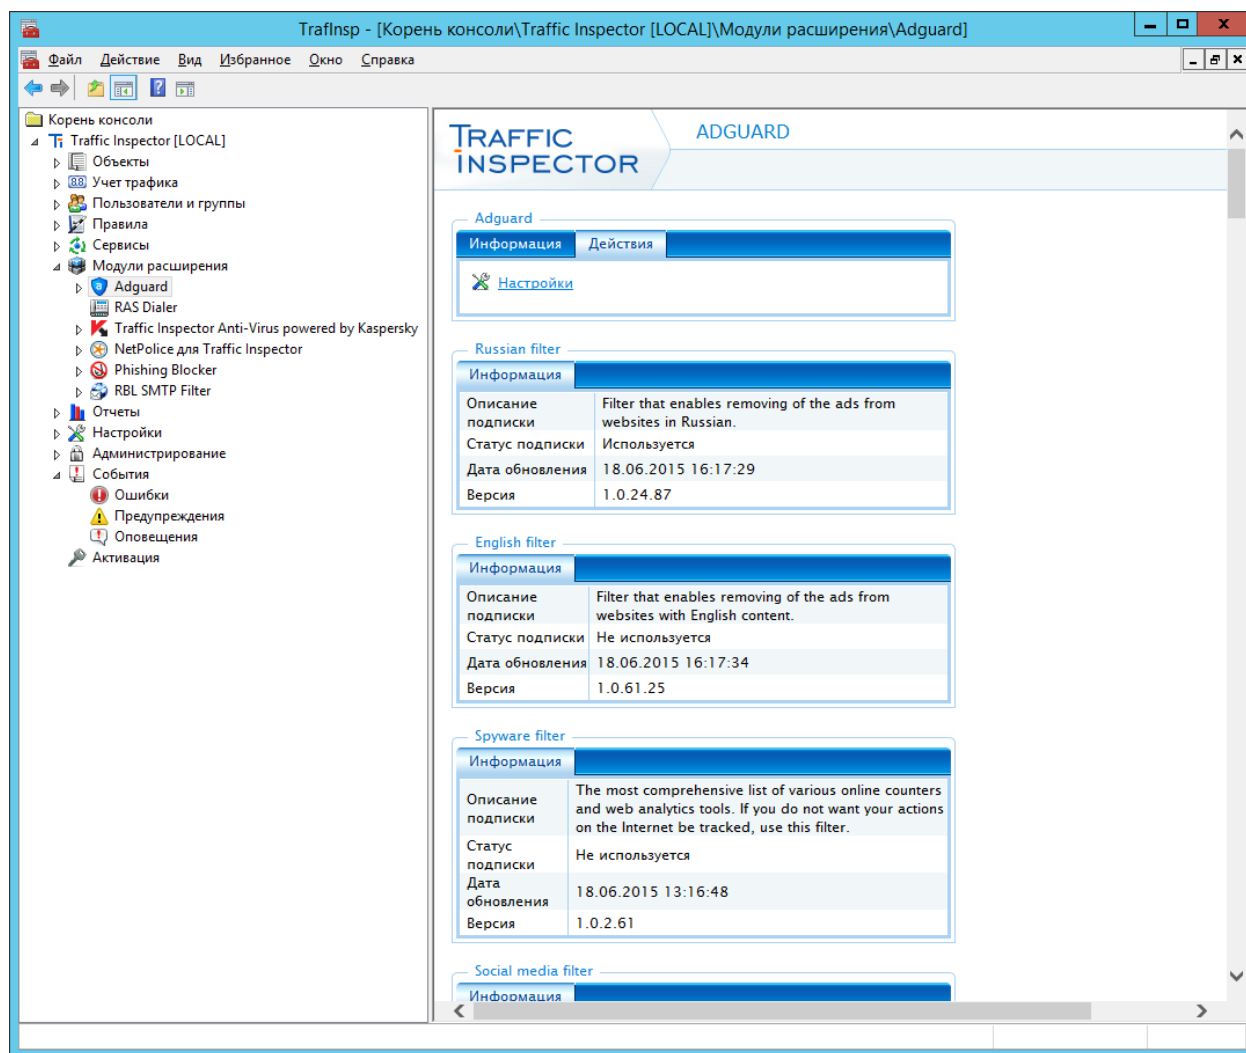 TrafInsp - [Корень консоли\Traffic Inspector [LOCAL]\Модули расширения\Adguard]
Файл Действие Вид Избранное Окно Справка
Корень консоли
Traffic Inspector [LOCAL]
Объекты
Учет трафика
Пользователи и группы
Правила
Сервисы
Модули расширения
Adguard
RAS Dialer
Traffic Inspector Anti-Virus powered by Kaspersky
NetPolice для Traffic Inspector
Phishing Blocker
RBL SMTP Filter
Отчеты
Настройки
Администрирование
События
Ошибки
Предупреждения
Оповещения
Активация
TRAFFIC
INSPECTOR
ADGUARD
Adguard
Информация Действия
Настройки
Russian filter
Информация
Описание подписки Filter that enables removing of the ads from
websites in Russian.
Статус подписки Используется
Дата обновления 18.06.2015 16:17:29
Версия 1.0.24.87
English filter
Информация
Описание подписки Filter that enables removing of the ads from
websites with English content.
Статус подписки Не используется
Дата обновления 18.06.2015 16:17:34
Версия 1.0.61.25
Spyware filter
Информация
Описание подписки The most comprehensive list of various online counters
and web analytics tools. If you do not want your actions
on the Internet be tracked, use this filter.
Статус подписки Не используется
Дата обновления 18.06.2015 13:16:48
Версия 1.0.2.61
Social media filter
Информация